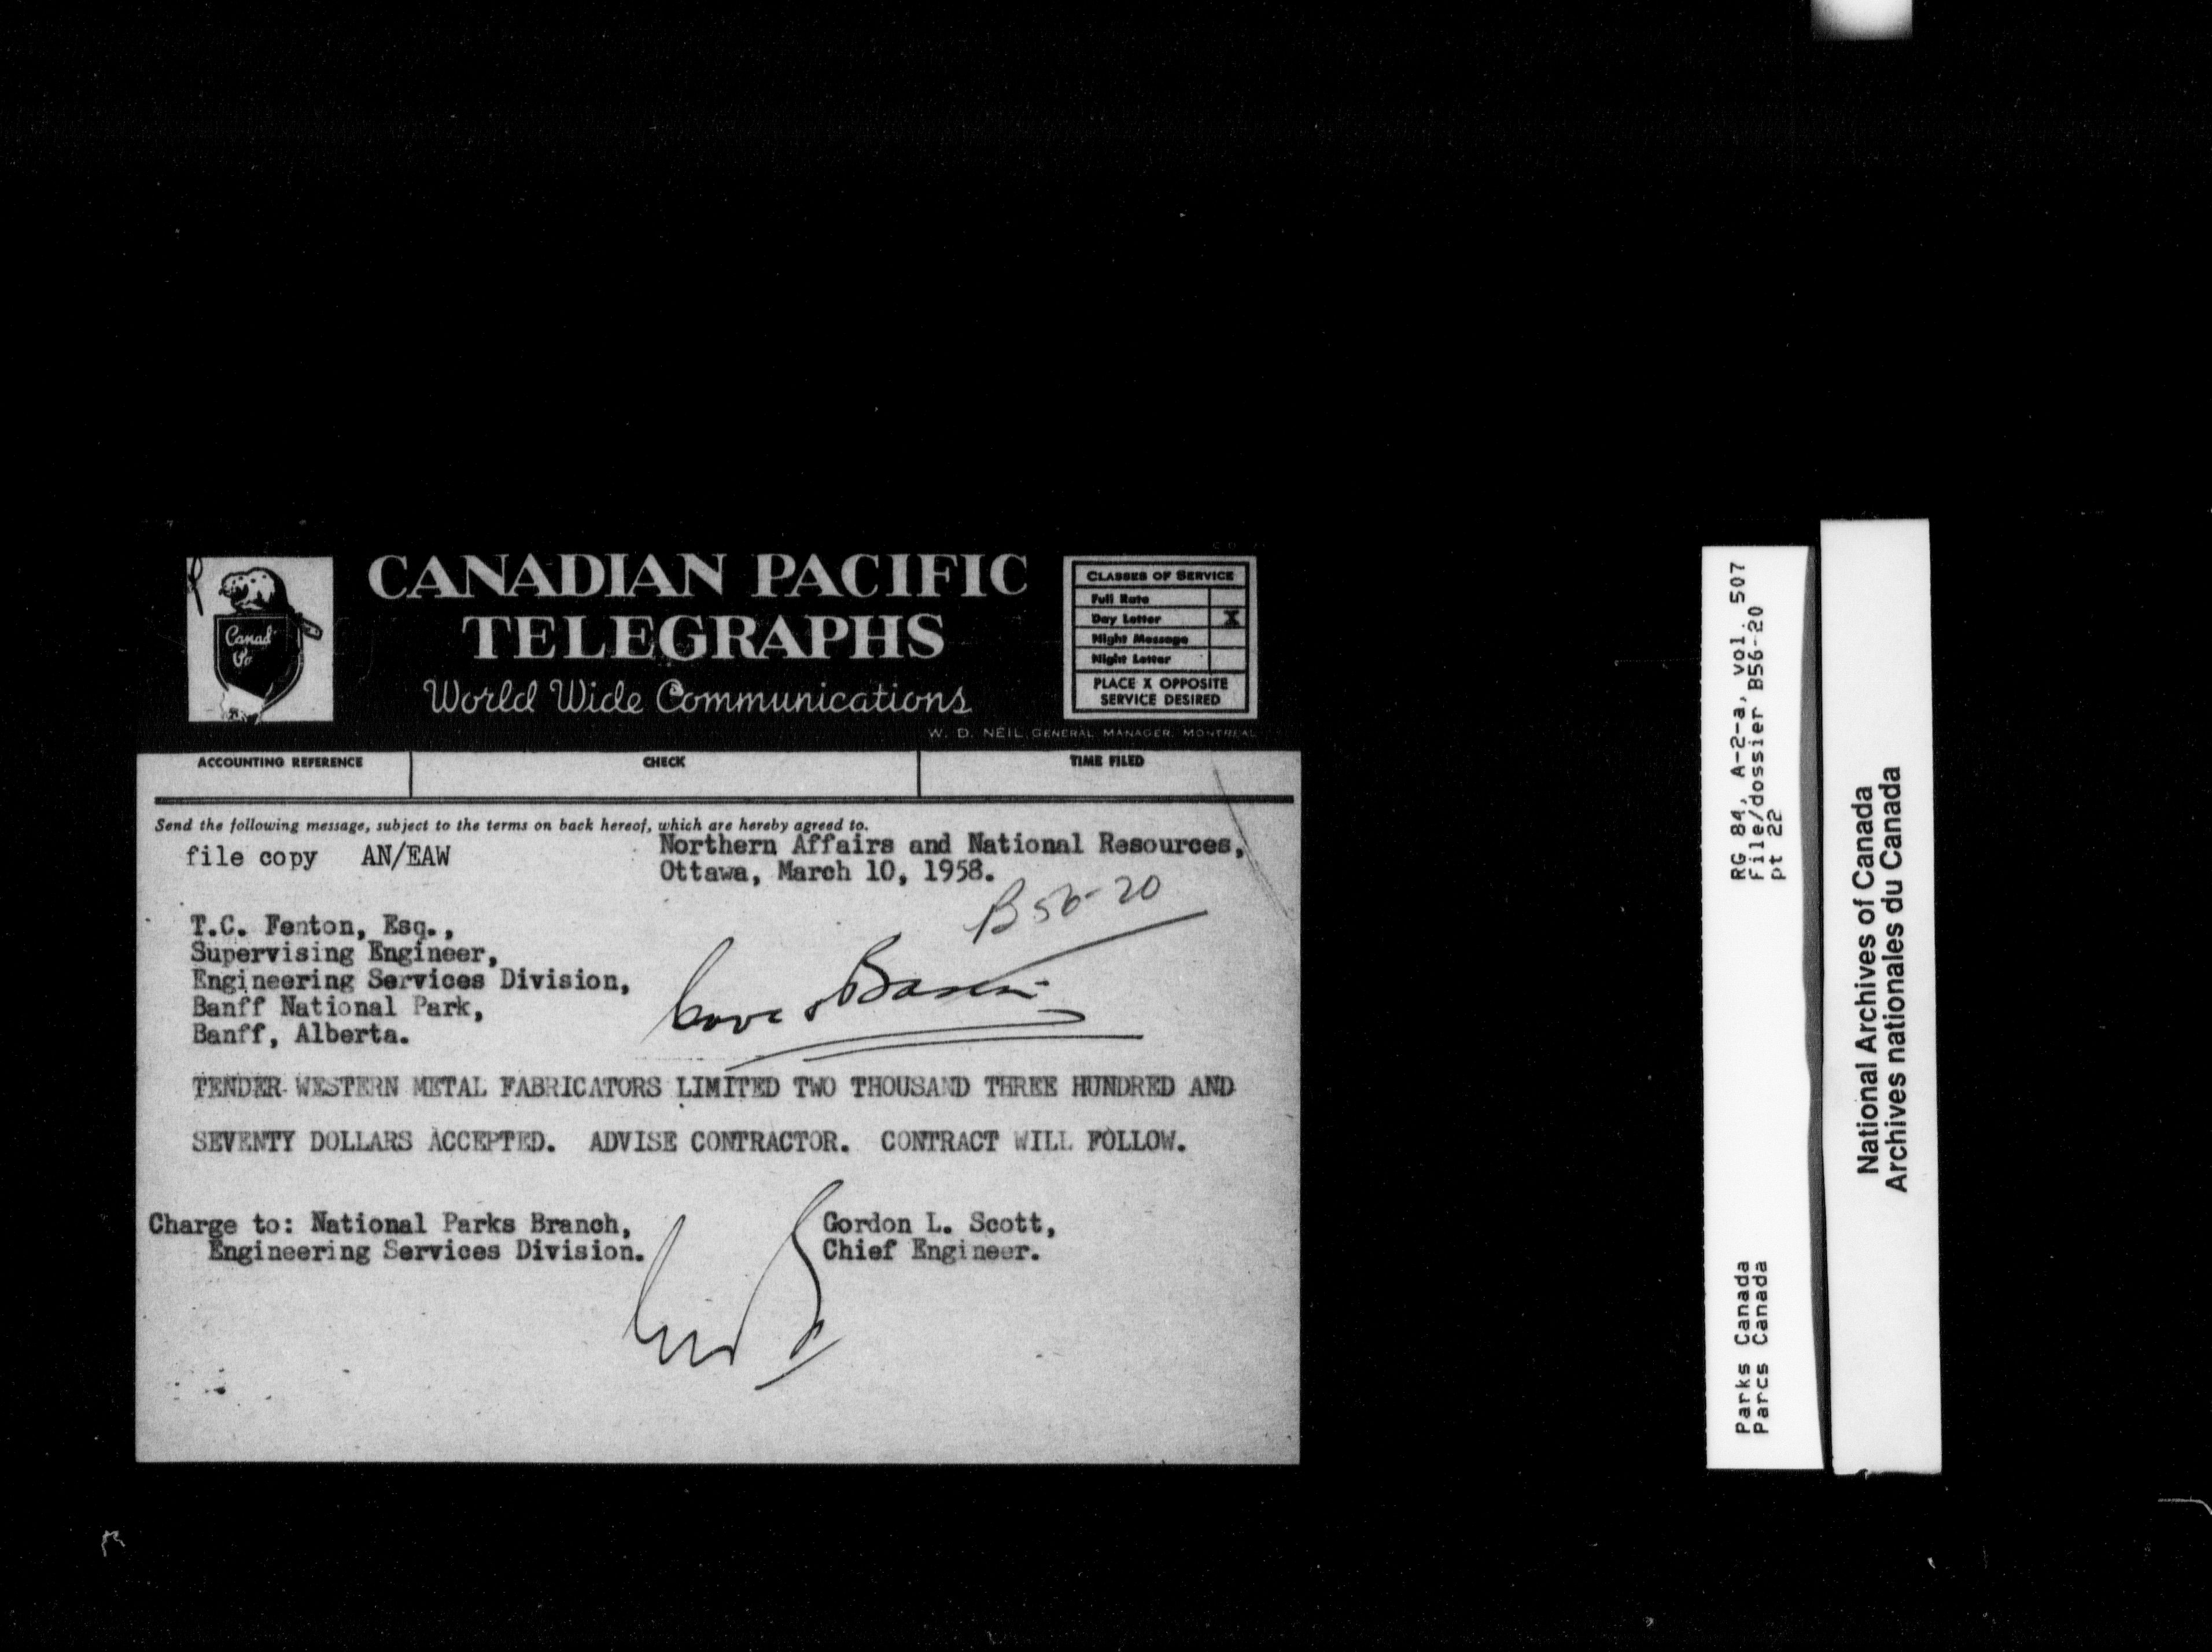 CANADIAN PACIFIC
TELEGRAPHS
World Wide Communications
Canad
CLASSES OF SERVICE
Full Rate
Day Letter X
Night Message
Night Letter
PLACE X OPPOSITE
SERVICE DESIRED
W. D. NEIL, GENERAL MANAGER, MONTREAL
ACCOUNTING REFERENCE CHECK TIME FILED
Send the following message, subject to the terms on back hereof, which are hereby agreed to.
file copy AN/EAW
Northern Affairs and National Resources,
Ottawa, March 10, 1958.
B56-20
T.C. Fenton, Esq.,
Supervising Engineer,
Engineering Services Division,
Banff National Park,
Banff, Alberta.
Cave & Basin
TENDER WESTERN METAL FABRICATORS LIMITED TWO THOUSAND THREE HUNDRED AND
SEVENTY DOLLARS ACCEPTED. ADVISE CONTRACTOR. CONTRACT WILL FOLLOW.
Charge to: National Parks Branch,
Engineering Services Division.
Gordon L. Scott,
Chief Engineer.
RG 84, A-2-a, vol. 507
File/dossier B56-20
pt 22
Parks Canada
Parcs Canada
National Archives of Canada
Archives nationales du Canada